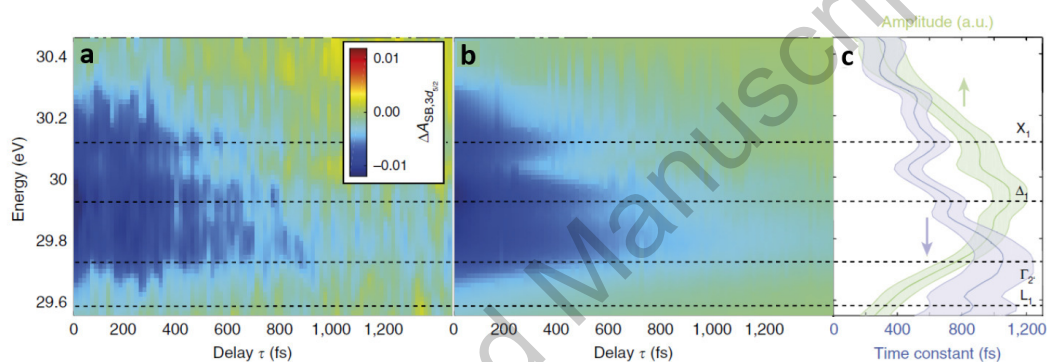 Amplitude (a.u.)
a
b
c
30.4
30.2
30
29.8
29.6
Energy (eV)
0.01
0.00
–0.01
ΔA_SB,3d_5/2
X₁
Δ₁
Γ₂'
L₁
0 200 400 600 800 1,000 1,200
Delay τ (fs)
0 200 400 600 800 1,000 1,200
Delay τ (fs)
0 400 800 1,200
Time constant (fs)
d Manuscri